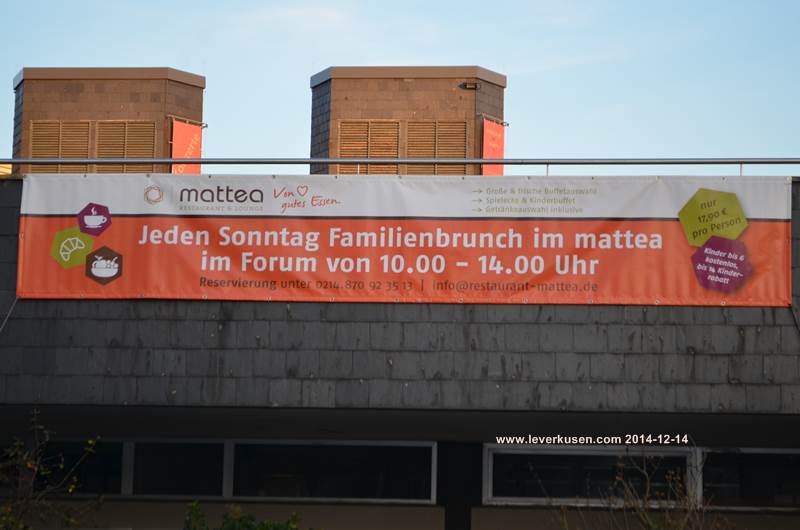 mattea
RESTAURANT & LOUNGE
Von ♡
gutes Essen.
→ Große & frische Buffetauswahl
→ Spielecke & Kinderbuffet
→ Getränkeauswahl inklusive
nur
17,90 €
pro Person
Kinder bis 6
kostenlos,
bis 14 Kinder-
rabatt
Jeden Sonntag Familienbrunch im mattea
im Forum von 10.00 – 14.00 Uhr
Reservierung unter 0214.870 92 35 13 | info@restaurant-mattea.de
www.leverkusen.com 2014-12-14